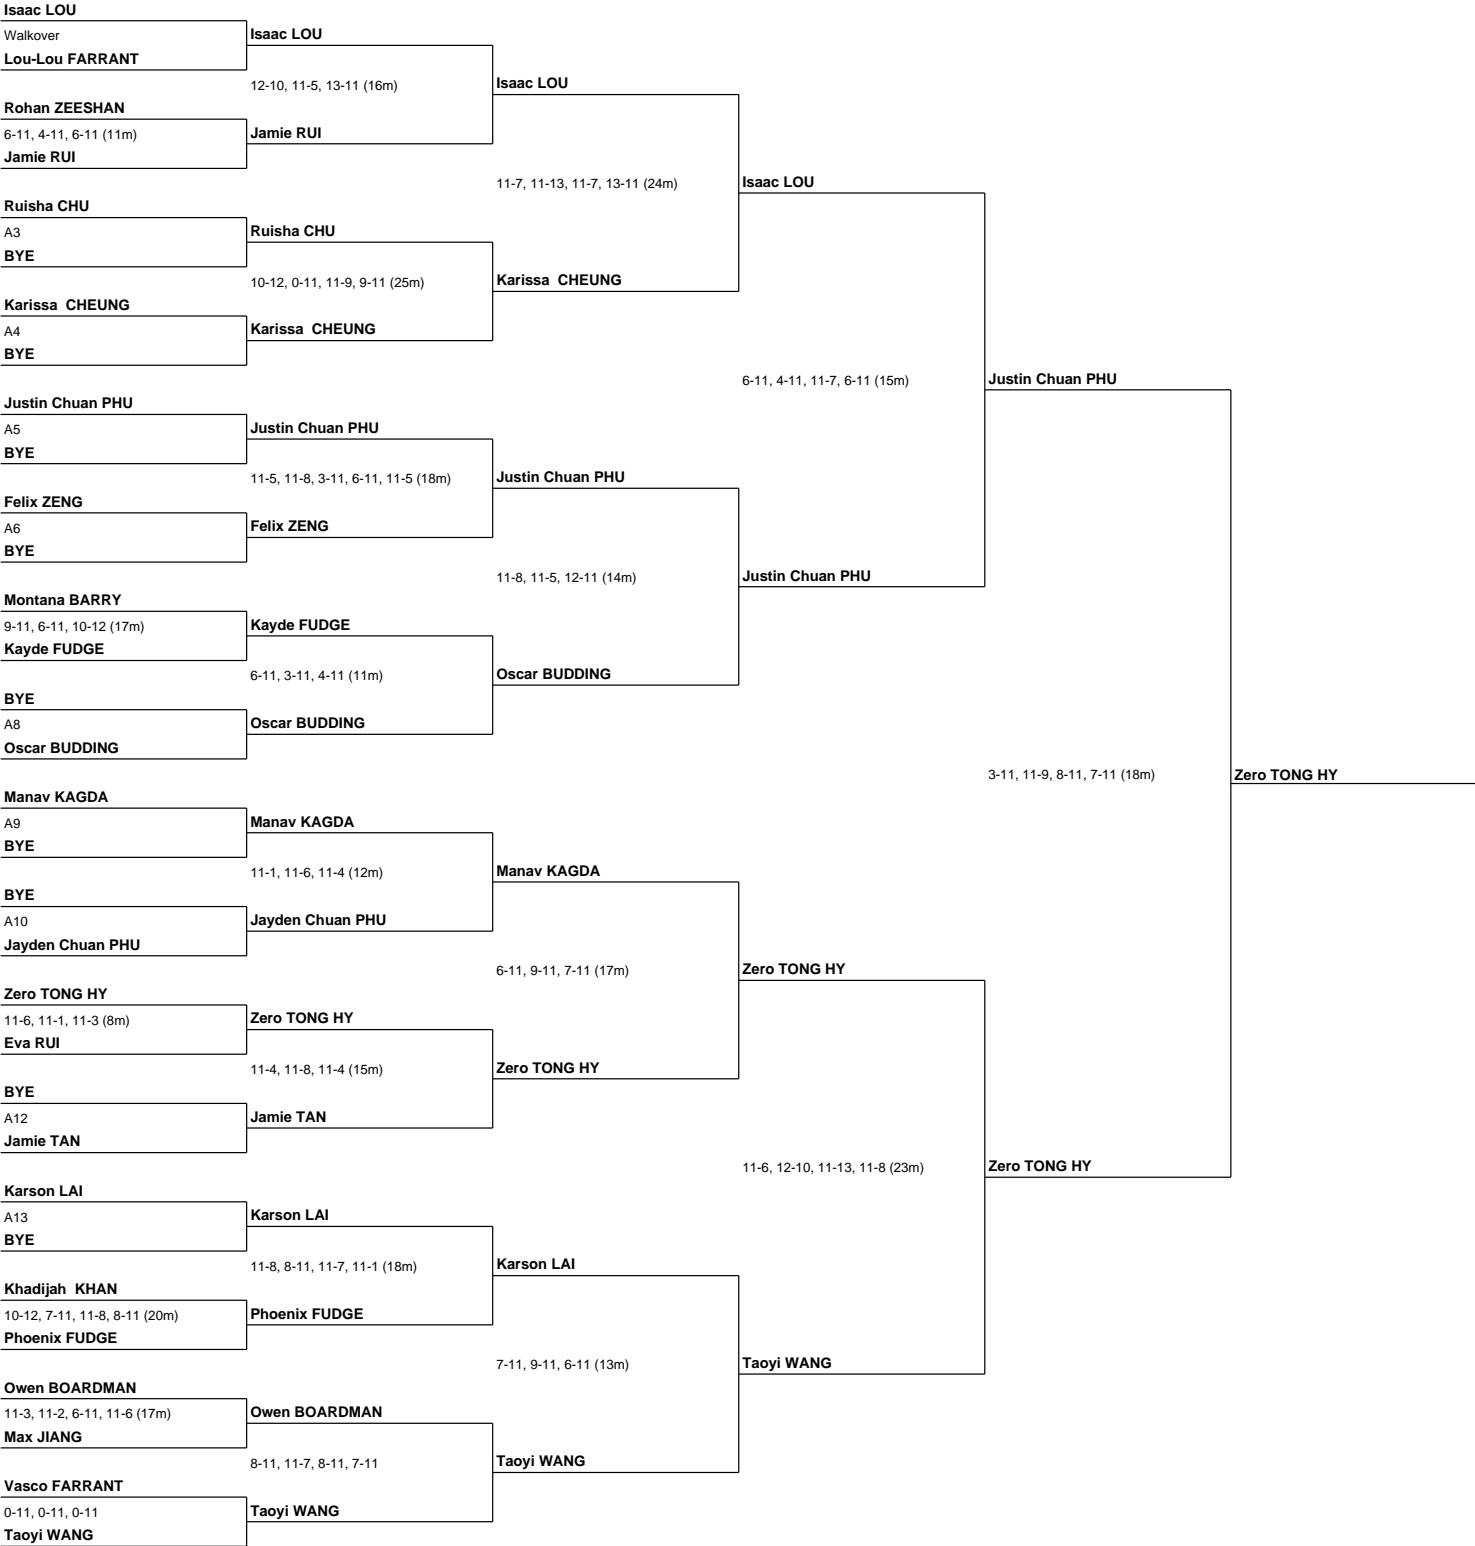 Isaac LOU
Walkover
Lou-Lou FARRANT
Rohan ZEESHAN
6-11, 4-11, 6-11 (11m)
Jamie RUI
Ruisha CHU
A3
BYE
Karissa  CHEUNG
A4
BYE
Justin Chuan PHU
A5
BYE
Felix ZENG
A6
BYE
Montana BARRY
9-11, 6-11, 10-12 (17m)
Kayde FUDGE
BYE
A8
Oscar BUDDING
Manav KAGDA
A9
BYE
BYE
A10
Jayden Chuan PHU
Zero TONG HY
11-6, 11-1, 11-3 (8m)
Eva RUI
BYE
A12
Jamie TAN
Karson LAI
A13
BYE
Khadijah  KHAN
10-12, 7-11, 11-8, 8-11 (20m)
Phoenix FUDGE
Owen BOARDMAN
11-3, 11-2, 6-11, 11-6 (17m)
Max JIANG
Vasco FARRANT
0-11, 0-11, 0-11
Taoyi WANG
Isaac LOU
12-10, 11-5, 13-11 (16m)
Jamie RUI
Ruisha CHU
10-12, 0-11, 11-9, 9-11 (25m)
Karissa  CHEUNG
Justin Chuan PHU
11-5, 11-8, 3-11, 6-11, 11-5 (18m)
Felix ZENG
Kayde FUDGE
6-11, 3-11, 4-11 (11m)
Oscar BUDDING
Manav KAGDA
11-1, 11-6, 11-4 (12m)
Jayden Chuan PHU
Zero TONG HY
11-4, 11-8, 11-4 (15m)
Jamie TAN
Karson LAI
11-8, 8-11, 11-7, 11-1 (18m)
Phoenix FUDGE
Owen BOARDMAN
8-11, 11-7, 8-11, 7-11
Taoyi WANG
Isaac LOU
11-7, 11-13, 11-7, 13-11 (24m)
Karissa  CHEUNG
Justin Chuan PHU
11-8, 11-5, 12-11 (14m)
Oscar BUDDING
Manav KAGDA
6-11, 9-11, 7-11 (17m)
Zero TONG HY
Karson LAI
7-11, 9-11, 6-11 (13m)
Taoyi WANG
Isaac LOU
6-11, 4-11, 11-7, 6-11 (15m)
Justin Chuan PHU
Zero TONG HY
11-6, 12-10, 11-13, 11-8 (23m)
Taoyi WANG
Justin Chuan PHU
3-11, 11-9, 8-11, 7-11 (18m)
Zero TONG HY
Zero TONG HY